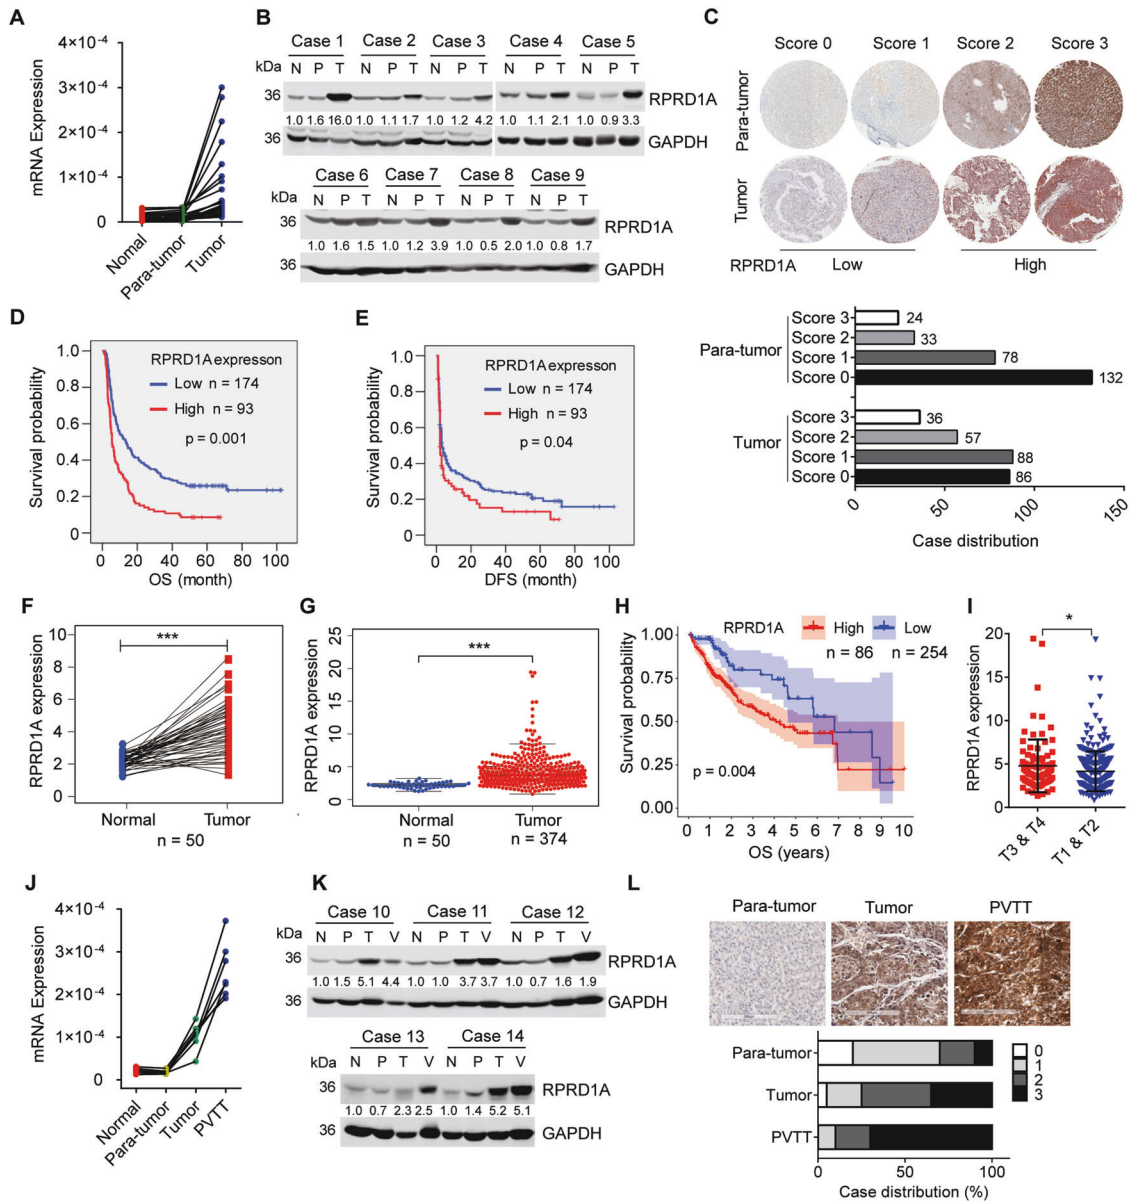 A
mRNA Expression
4×10⁻⁴
3×10⁻⁴
2×10⁻⁴
1×10⁻⁴
0
Normal
Para-tumor
Tumor
B
Case 1 Case 2 Case 3 Case 4 Case 5
kDa N P T N P T N P T N P T N P T
36 RPRD1A
1.0 1.6 16.0 1.0 1.1 1.7 1.0 1.2 4.2 1.0 1.1 2.1 1.0 0.9 3.3
36 GAPDH
Case 6 Case 7 Case 8 Case 9
kDa N P T N P T N P T N P T
36 RPRD1A
1.0 1.6 1.5 1.0 1.2 3.9 1.0 0.5 2.0 1.0 0.8 1.7
36 GAPDH
C
Score 0 Score 1 Score 2 Score 3
Para-tumor
Tumor
RPRD1A Low High
Para-tumor
Score 3 24
Score 2 33
Score 1 78
Score 0 132
Tumor
Score 3 36
Score 2 57
Score 1 88
Score 0 86
0 50 100 150
Case distribution
D
Survival probability
1.0
0.8
0.6
0.4
0.2
0
RPRD1A expresson
Low n = 174
High n = 93
p = 0.001
0 20 40 60 80 100
OS (month)
E
Survival probability
1.0
0.8
0.6
0.4
0.2
0
RPRD1A expresson
Low n = 174
High n = 93
p = 0.04
0 20 40 60 80 100
DFS (month)
F
RPRD1A expression
10
8
6
4
2
0
***
Normal Tumor
n = 50
G
RPRD1A expression
25
20
15
10
5
0
***
Normal Tumor
n = 50 n = 374
H
Survival probability
1.00
0.75
0.50
0.25
0.00
RPRD1A High Low
n = 86 n = 254
p = 0.004
0 1 2 3 4 5 6 7 8 9 10
OS (years)
I
RPRD1A expression
20
15
10
5
0
*
T3 & T4
T1 & T2
J
mRNA Expression
4×10⁻⁴
3×10⁻⁴
2×10⁻⁴
1×10⁻⁴
0
Normal
Para-tumor
Tumor
PVTT
K
Case 10 Case 11 Case 12
kDa N P T V N P T V N P T V
36 RPRD1A
1.0 1.5 5.1 4.4 1.0 1.0 3.7 3.7 1.0 0.7 1.6 1.9
36 GAPDH
Case 13 Case 14
kDa N P T V N P T V
36 RPRD1A
1.0 0.7 2.3 2.5 1.0 1.4 5.2 5.1
36 GAPDH
L
Para-tumor Tumor PVTT
Para-tumor
Tumor
PVTT
0
1
2
3
0 50 100
Case distribution (%)